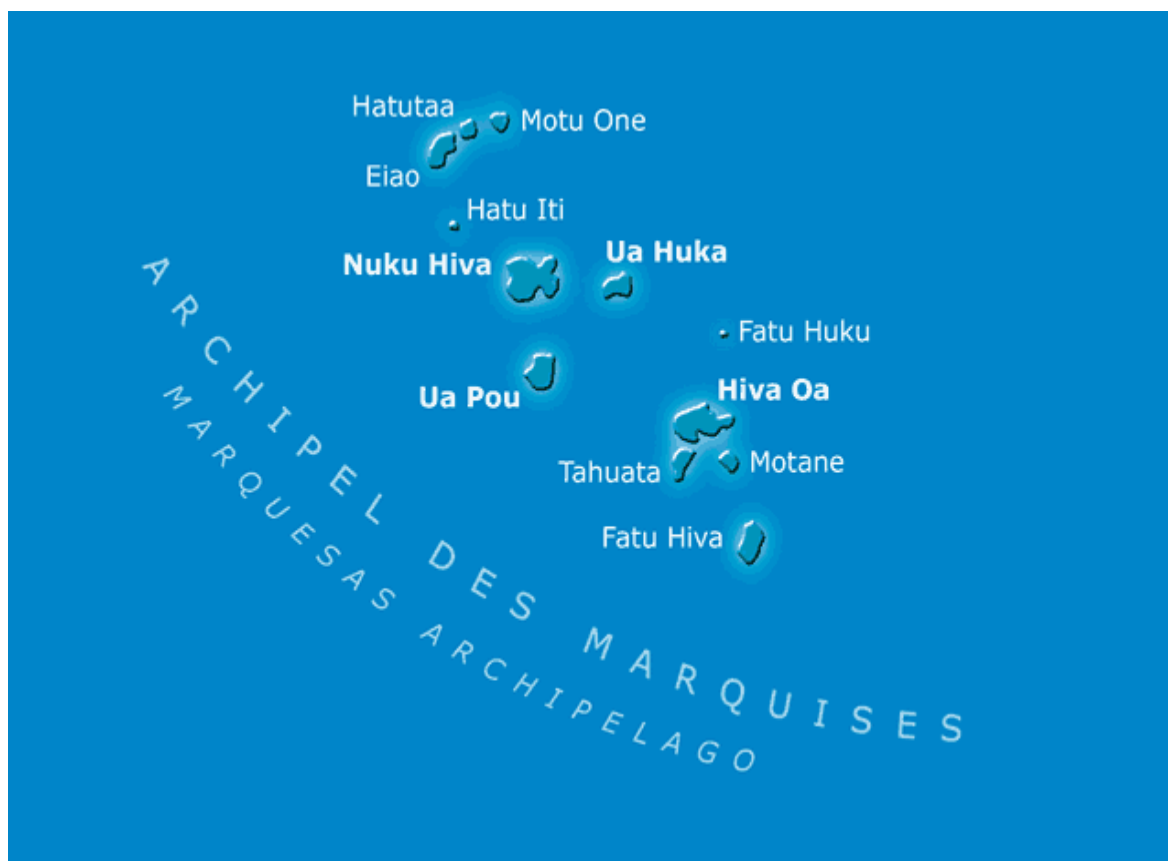 Hatutaa
Motu One
Eiao
Hatu Iti
Nuku Hiva
Ua Huka
Fatu Huku
Ua Pou
Hiva Oa
Tahuata
Motane
Fatu Hiva
ARCHIPEL DES MARQUISES
MARQUESAS ARCHIPELAGO